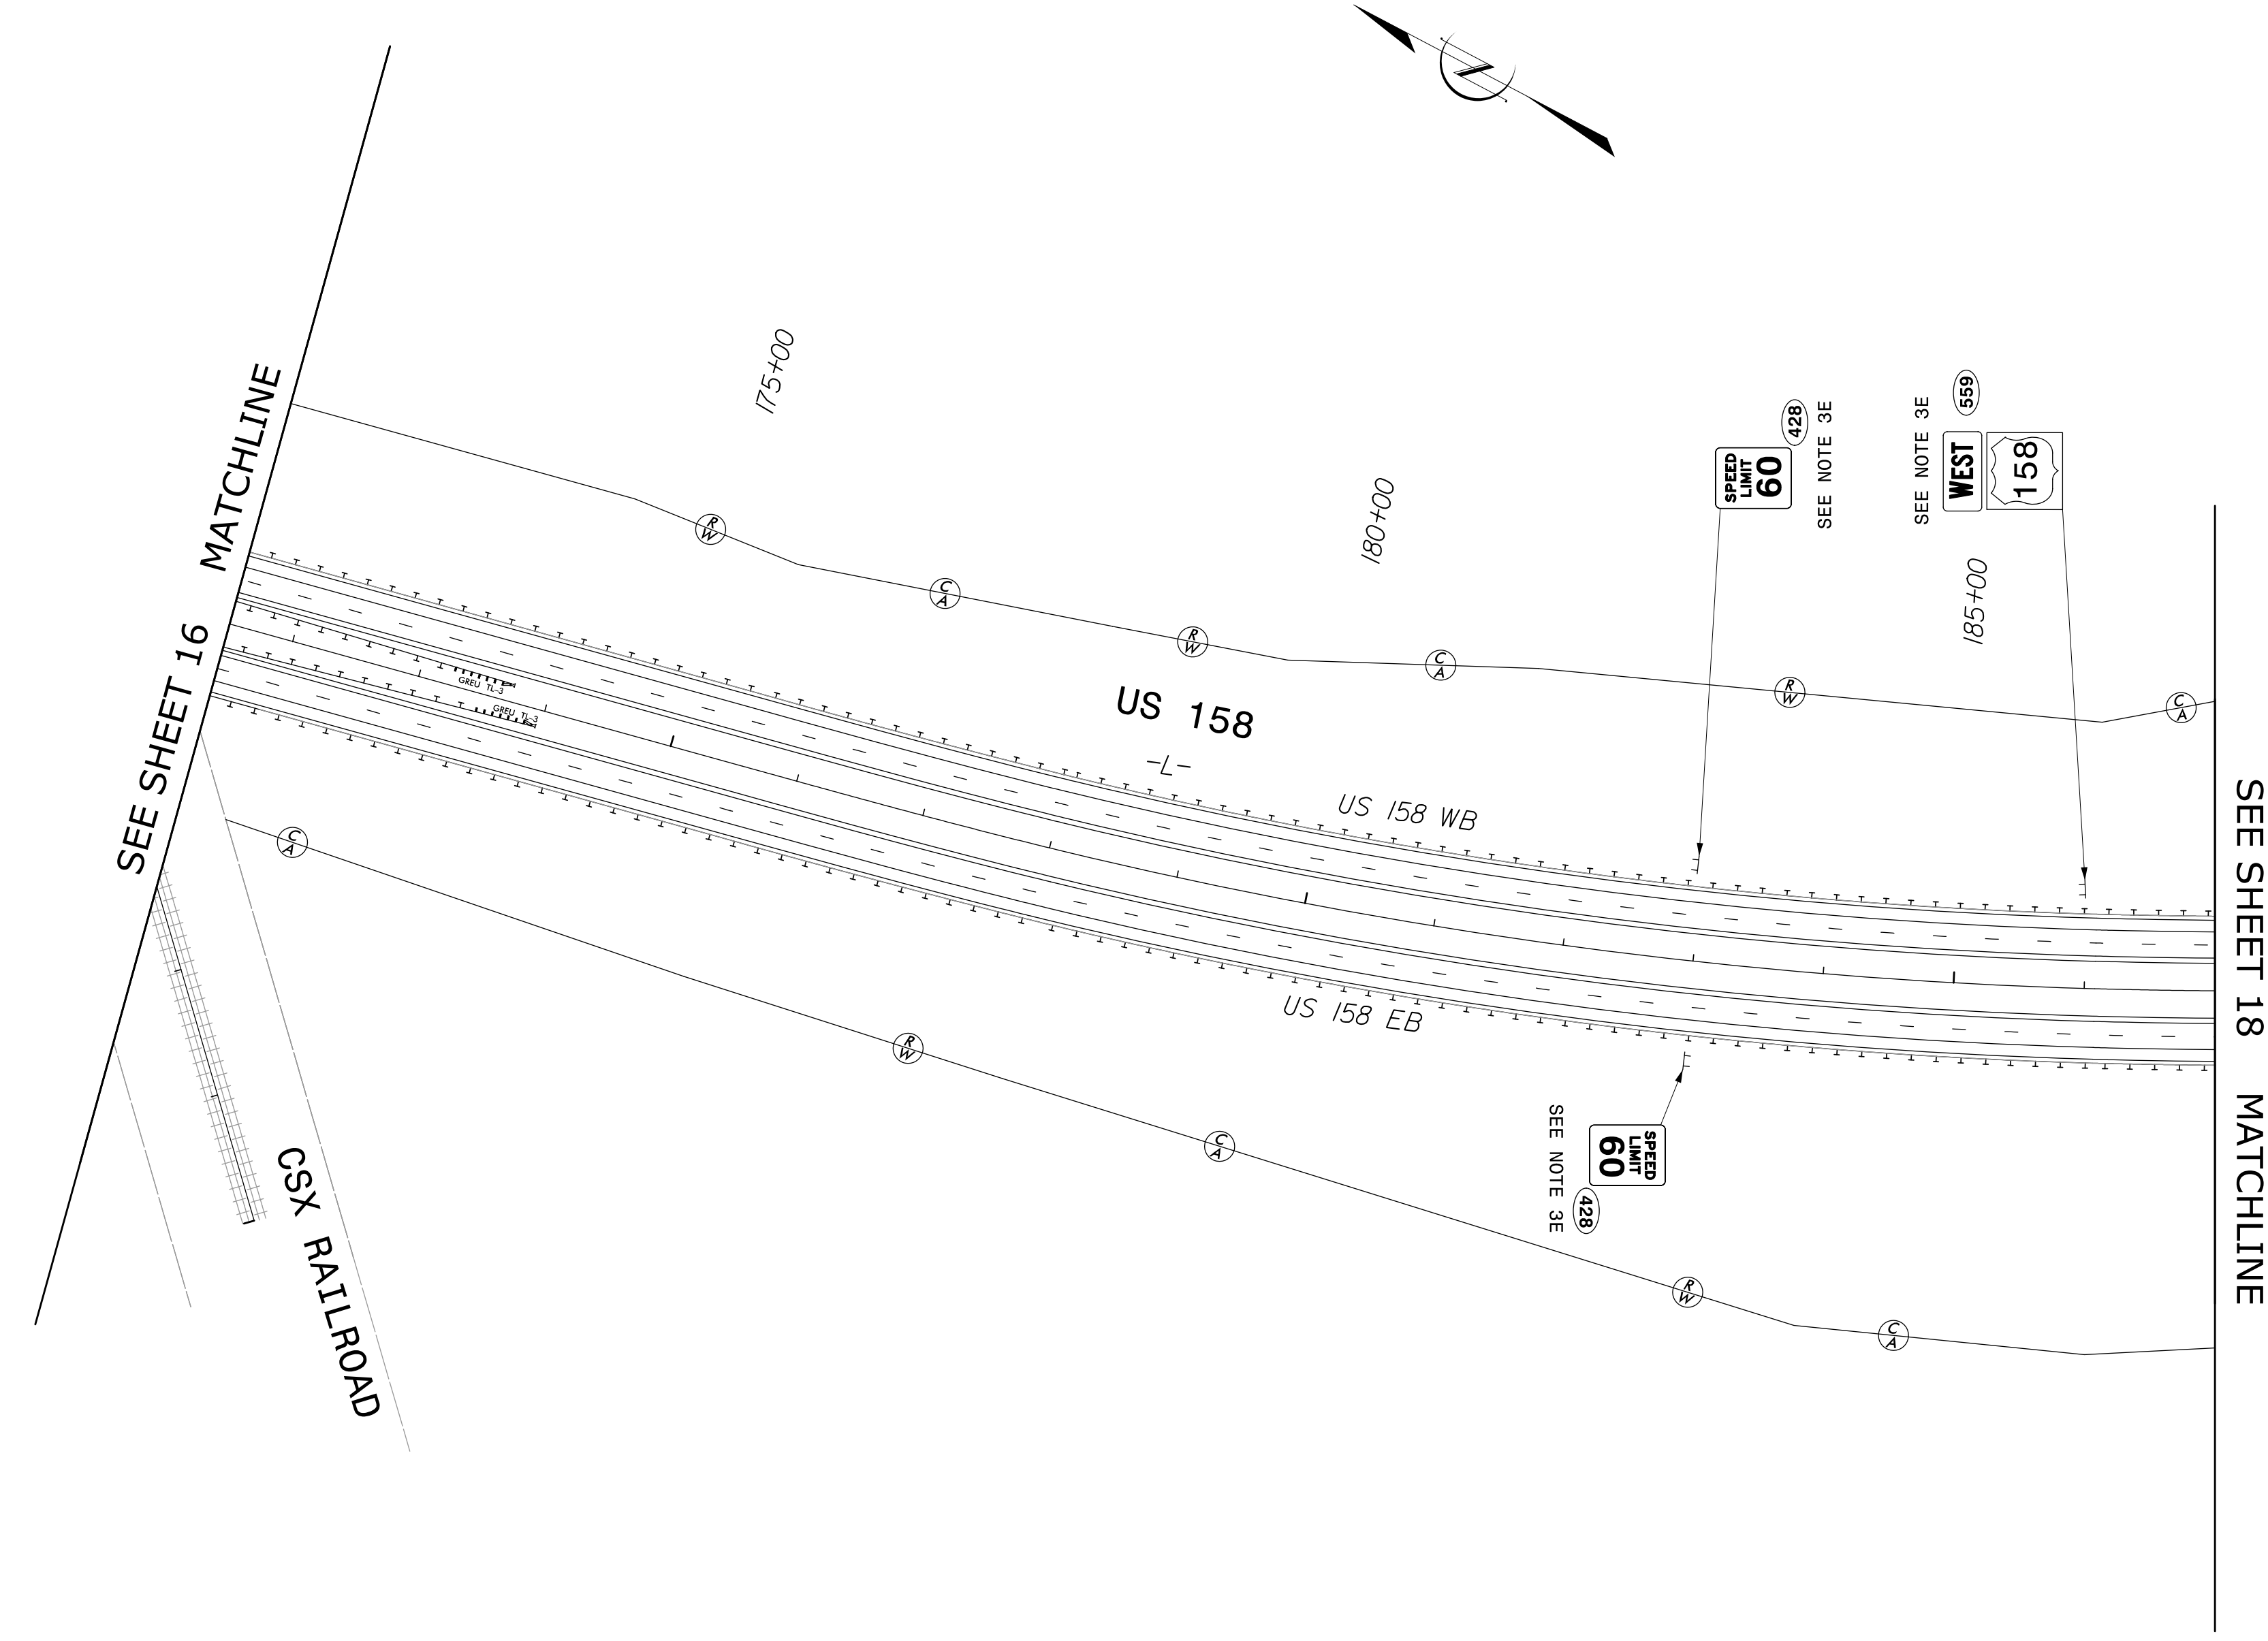 SEE SHEET 16 MATCHLINE
175+00
180+00
185+00
SPEED
LIMIT
60
428
SEE NOTE 3E
SEE NOTE 3E
559
WEST
158
R
W
C
A
R
W
C
A
R
W
C
A
GREU TL-3
GREU TL-3
US 158
-L-
US 158 WB
US 158 EB
C
A
R
W
C
A
R
W
C
A
SEE NOTE 3E
SPEED
LIMIT
60
428
CSX RAILROAD
SEE SHEET 18 MATCHLINE